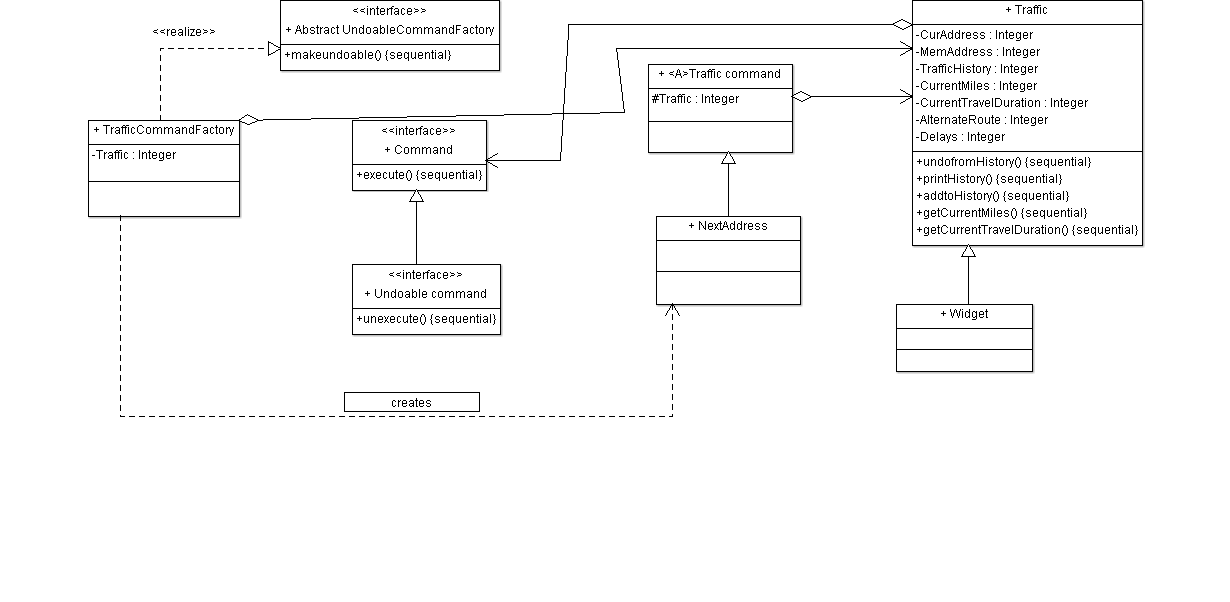 <<interface>>
+ Abstract UndoableCommandFactory
+makeundoable() {sequential}
<<realize>>
+ TrafficCommandFactory
-Traffic : Integer
<<interface>>
+ Command
+execute() {sequential}
<<interface>>
+ Undoable command
+unexecute() {sequential}
+ <A>Traffic command
#Traffic : Integer
+ NextAddress
+ Traffic
-CurAddress : Integer
-MemAddress : Integer
-TrafficHistory : Integer
-CurrentMiles : Integer
-CurrentTravelDuration : Integer
-AlternateRoute : Integer
-Delays : Integer
+undofromHistory() {sequential}
+printHistory() {sequential}
+addtoHistory() {sequential}
+getCurrentMiles() {sequential}
+getCurrentTravelDuration() {sequential}
+ Widget
creates